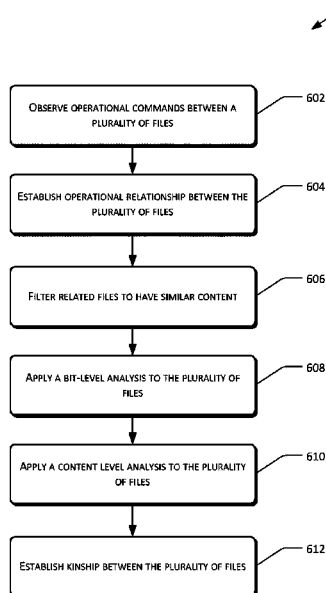 602
OBSERVE OPERATIONAL COMMANDS BETWEEN A
PLURALITY OF FILES
604
ESTABLISH OPERATIONAL RELATIONSHIP BETWEEN THE
PLURALITY OF FILES
606
FILTER RELATED FILES TO HAVE SIMILAR CONTENT
608
APPLY A BIT-LEVEL ANALYSIS TO THE PLURALITY OF
FILES
610
APPLY A CONTENT LEVEL ANALYSIS TO THE PLURALITY
OF FILES
612
ESTABLISH KINSHIP BETWEEN THE PLURALITY OF FILES